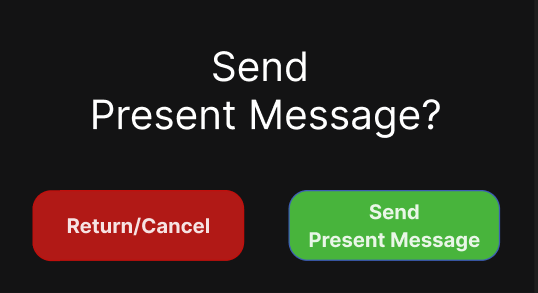 Send
Present Message?
Return/Cancel
Send
Present Message